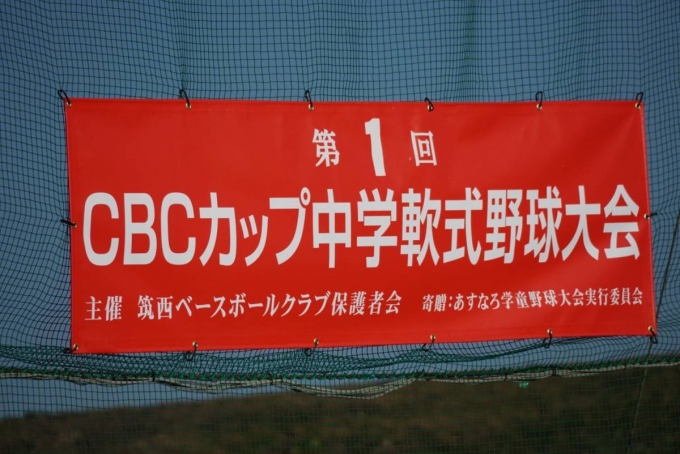 第1回
CBCカップ中学軟式野球大会
主催 筑西ベースボールクラブ保護者会 寄贈:あすなろ学童野球大会実行委員会